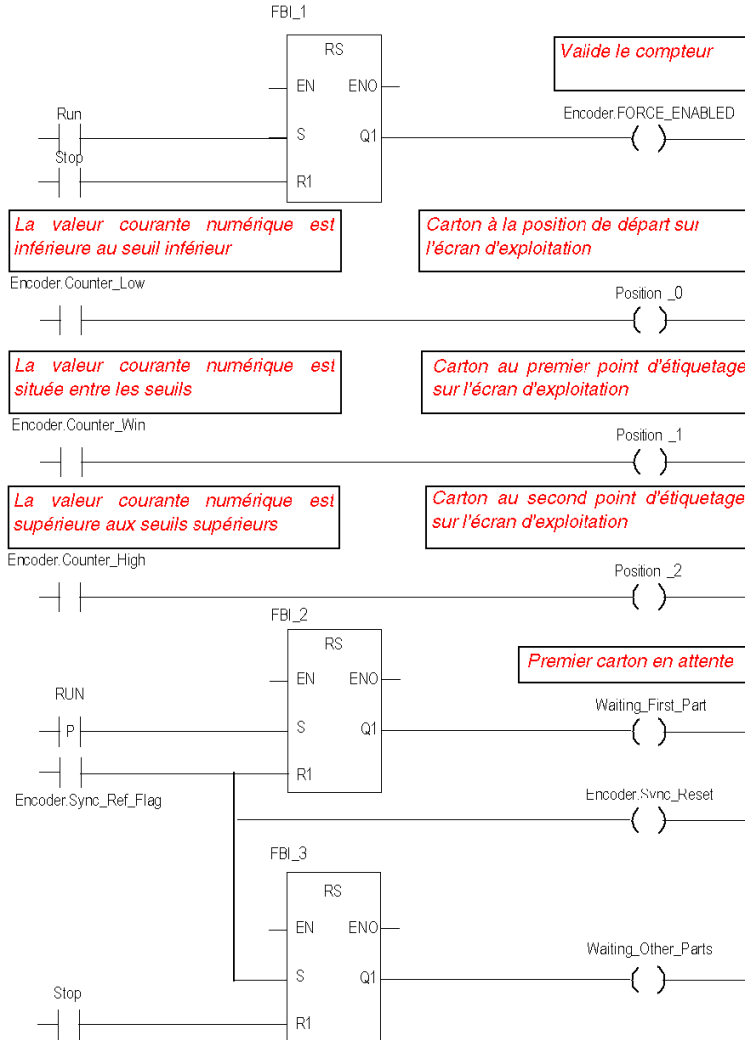 FBI_1
RS
Valide le compteur
EN ENO
Run
Encoder.FORCE_ENABLED
S Q1
Stop
R1
La valeur courante numérique est
inférieure au seuil inférieur
Carton à la position de départ sur
l'écran d'exploitation
Encoder.Counter_Low
Position _0
La valeur courante numérique est
située entre les seuils
Carton au premier point d'étiquetage
sur l'écran d'exploitation
Encoder.Counter_Win
Position _1
La valeur courante numérique est
supérieure aux seuils supérieurs
Carton au second point d'étiquetage
sur l'écran d'exploitation
Encoder.Counter_High
Position _2
FBI_2
RS
Premier carton en attente
EN ENO
RUN
Waiting_First_Part
P
S Q1
R1
Encoder.Sync_Ref_Flag
Encoder.Sync_Reset
FBI_3
RS
EN ENO
Waiting_Other_Parts
S Q1
Stop
R1